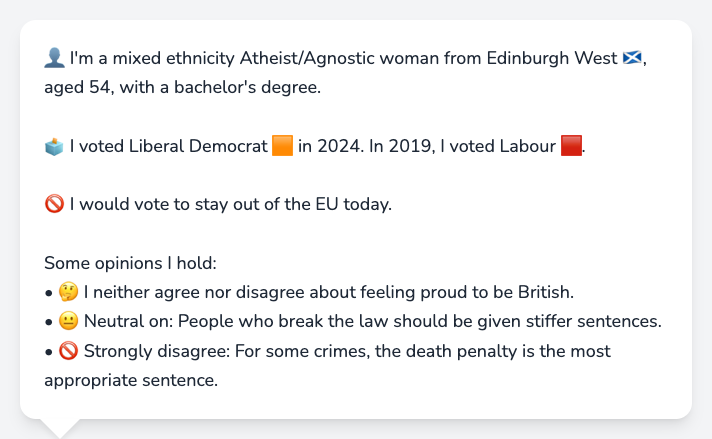 👤 I'm a mixed ethnicity Atheist/Agnostic woman from Edinburgh West 🏴󠁧󠁢󠁳󠁣󠁴󠁿,
aged 54, with a bachelor's degree.
🗳️ I voted Liberal Democrat 🟧 in 2024. In 2019, I voted Labour 🟥.
🚫 I would vote to stay out of the EU today.
Some opinions I hold:
• 🤔 I neither agree nor disagree about feeling proud to be British.
• 😐 Neutral on: People who break the law should be given stiffer sentences.
• 🚫 Strongly disagree: For some crimes, the death penalty is the most
appropriate sentence.